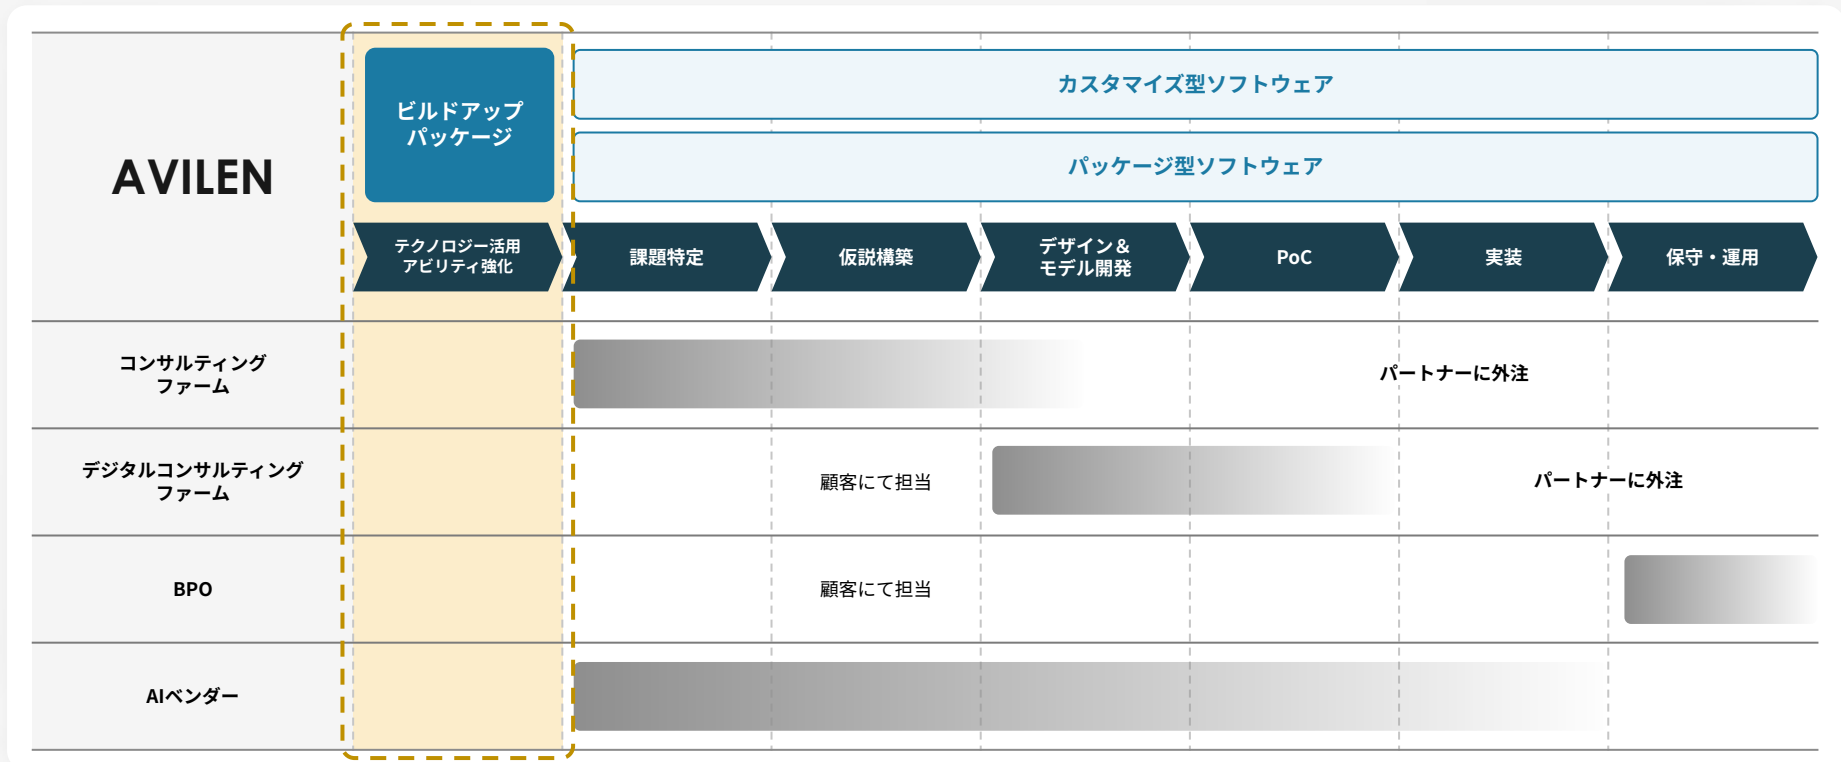 ビルドアップ
パッケージ
カスタマイズ型ソフトウェア
パッケージ型ソフトウェア
AVILEN
テクノロジー活用
アビリティ強化
課題特定
仮説構築
デザイン＆
モデル開発
PoC
実装
保守・運用
コンサルティング
ファーム
パートナーに外注
デジタルコンサルティング
ファーム
顧客にて担当
パートナーに外注
BPO
顧客にて担当
AIベンダー